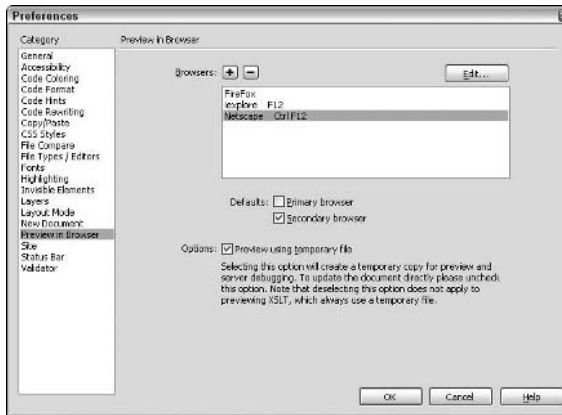 Preferences
Category
Preview in Browser
General
Accessibility
Code Coloring
Code Format
Code Hints
Code Rewriting
Copy/Paste
CSS Styles
File Compare
File Types / Editors
Fonts
Highlighting
Invisible Elements
Layers
Layout Mode
New Document
Preview in Browser
Site
Status Bar
Validator
Browsers:
Edit...
FireFox
iexplore F12
Netscape Ctrl F12
Defaults: Primary browser
Secondary browser
Options: Preview using temporary file
Selecting this option will create a temporary copy for preview and
server debugging. To update the document directly please uncheck
this option. Note that deselecting this option does not apply to
previewing XSLT, which always use a temporary file.
OK Cancel Help